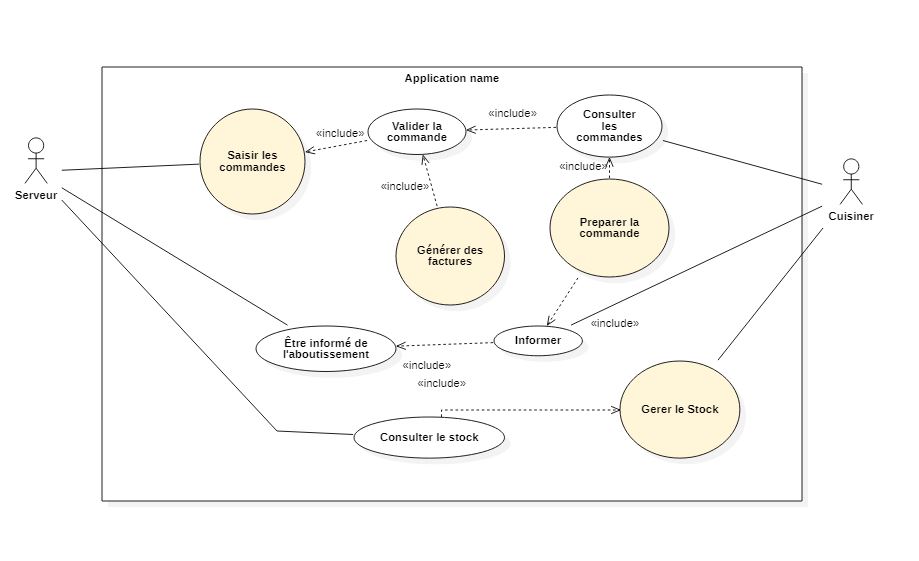 Application name
Serveur
Saisir les
commandes
«include»
Valider la
commande
«include»
Consulter
les
commandes
«include»
«include»
Générer des
factures
Preparer la
commande
Cuisiner
Être informé de
l'aboutissement
«include»
Informer
«include»
«include»
Consulter le stock
Gerer le Stock